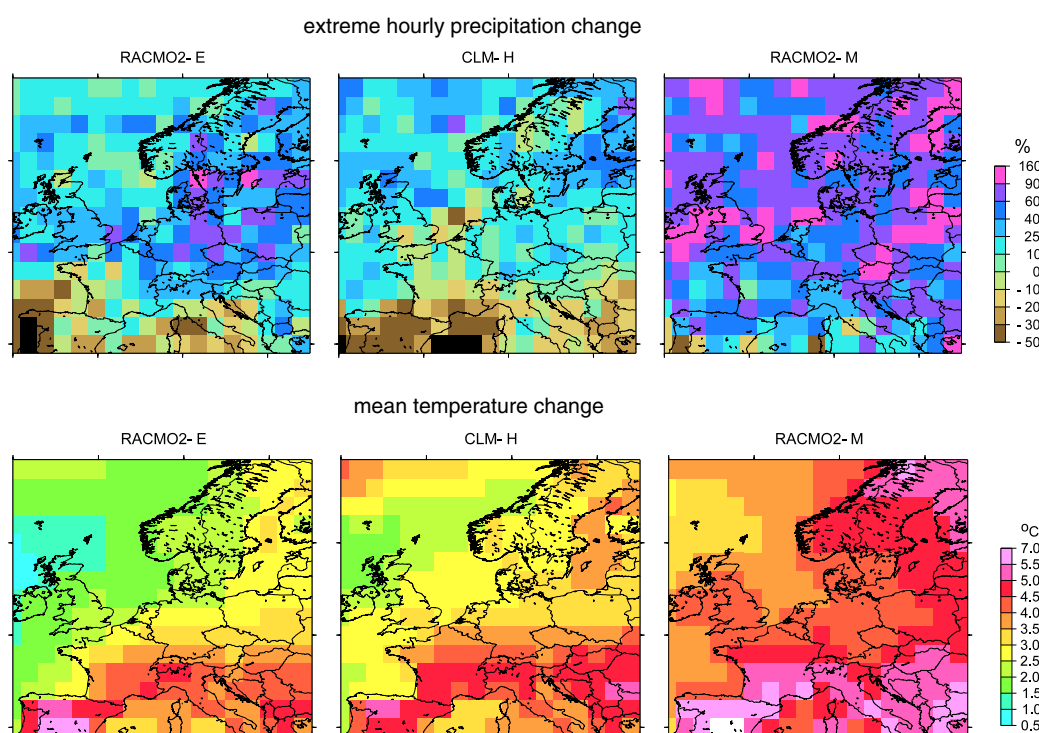 extreme hourly precipitation change
RACMO2- E
CLM- H
RACMO2- M
%
160
90
60
40
25
10
0
- 10
- 20
- 30
- 50
mean temperature change
RACMO2- E
CLM- H
RACMO2- M
oC
7.0
5.5
5.0
4.5
4.0
3.5
3.0
2.5
2.0
1.5
1.0
0.5